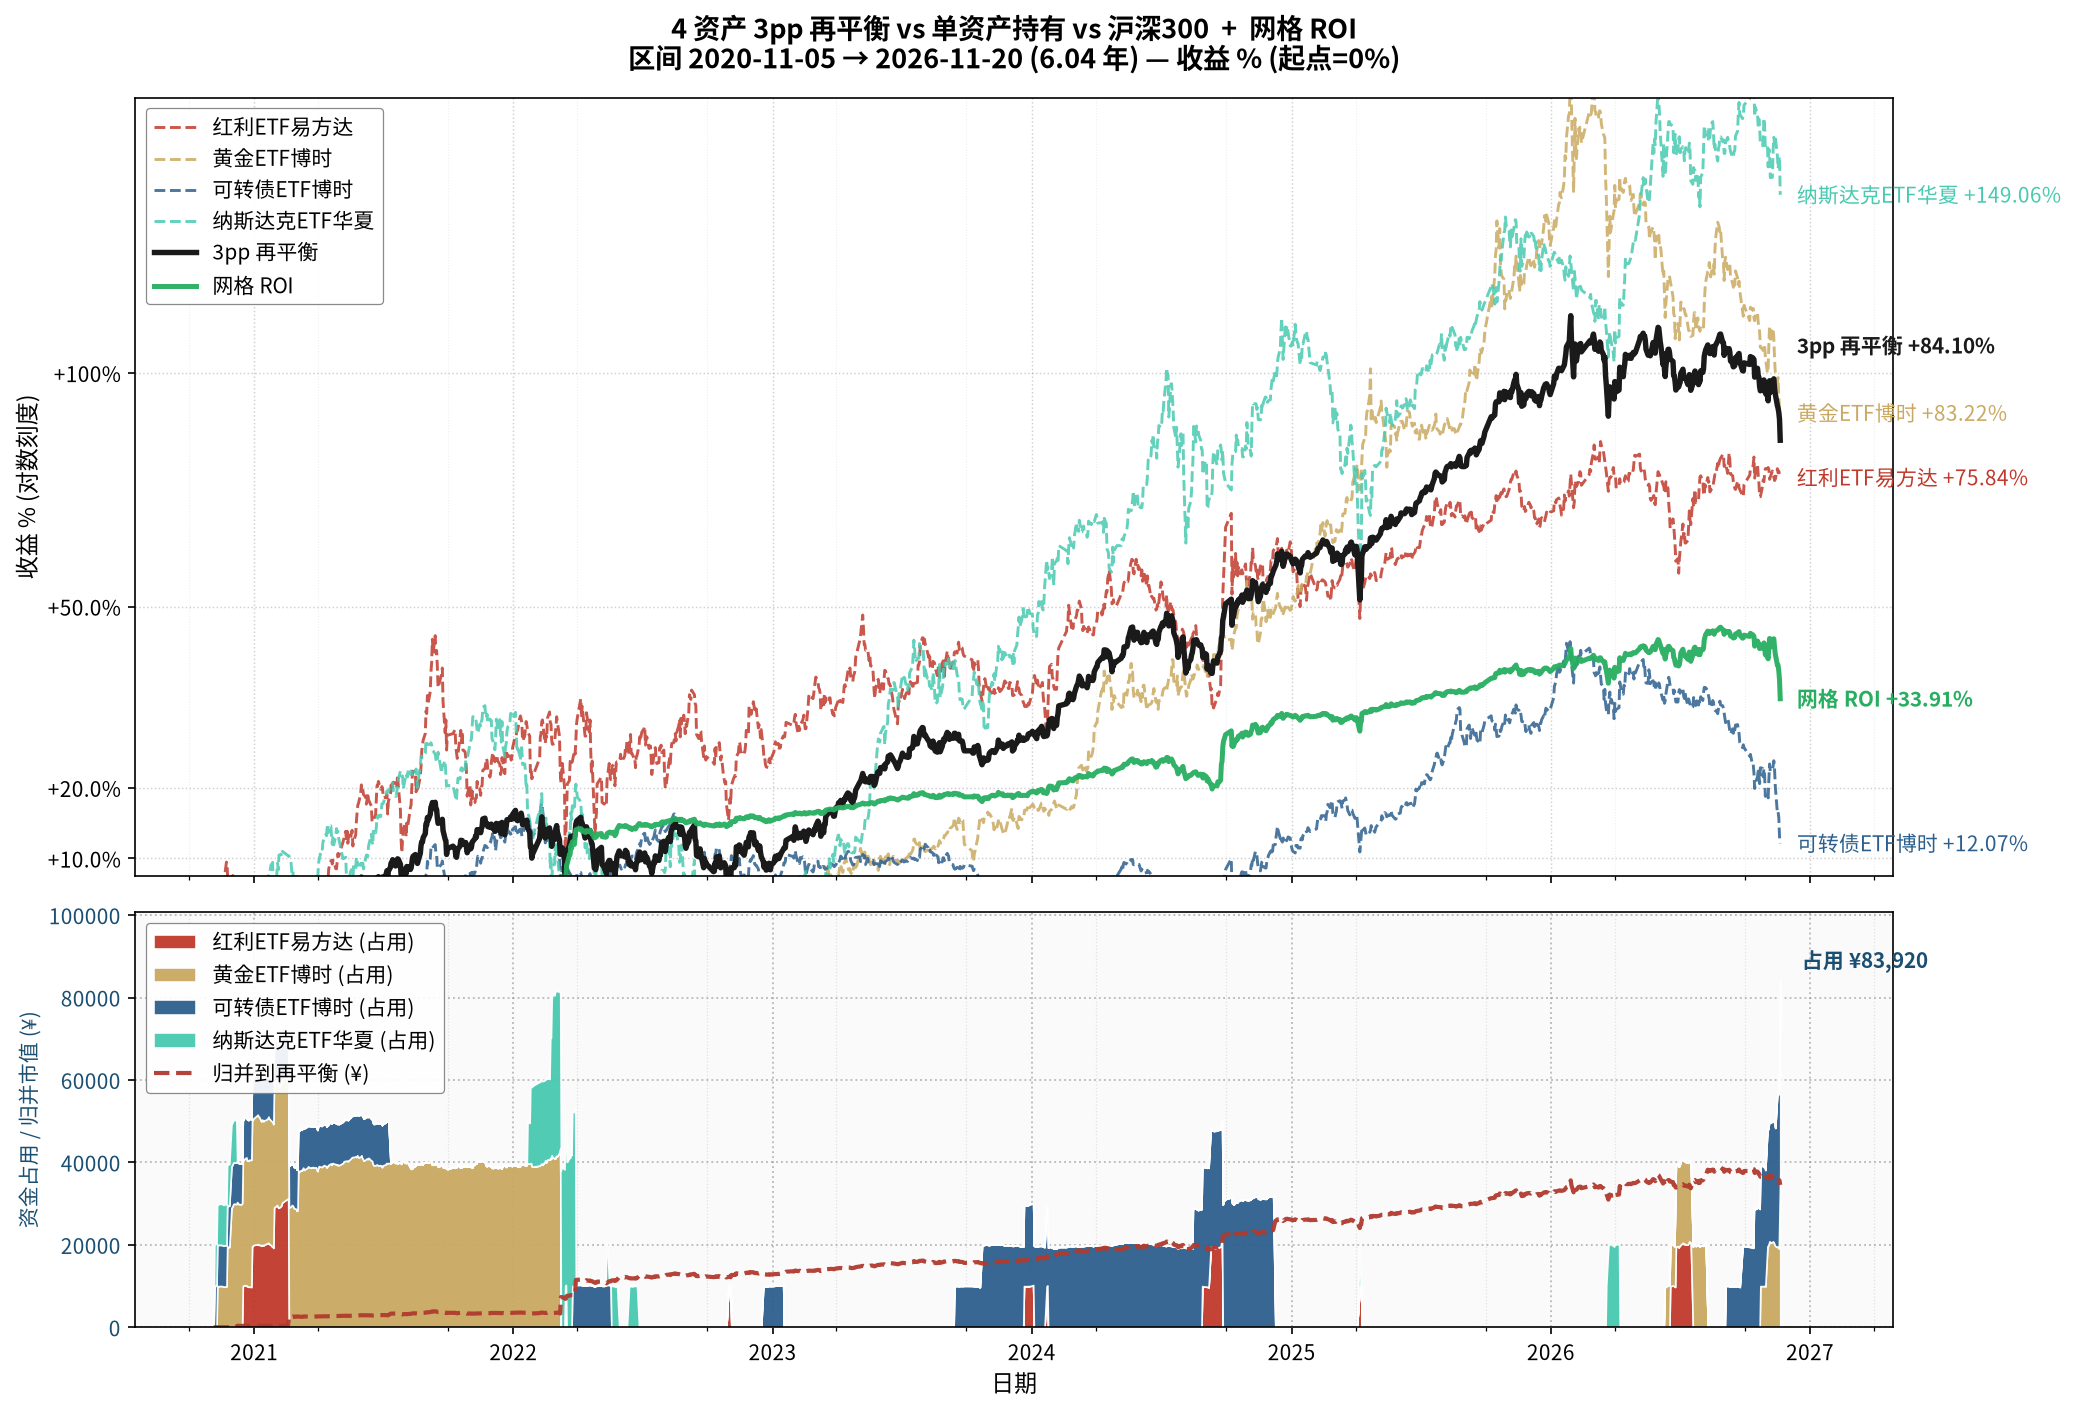 4 资产 3pp 再平衡 vs 单资产持有 vs 沪深300 + 网格 ROI
区间 2020-11-05 → 2026-11-20 (6.04 年) — 收益 % (起点=0%)
红利ETF易方达
黄金ETF博时
可转债ETF博时
纳斯达克ETF华夏
3pp 再平衡
网格 ROI
收益 % (对数刻度)
+100%
+50.0%
+20.0%
+10.0%
纳斯达克ETF华夏 +149.06%
3pp 再平衡 +84.10%
黄金ETF博时 +83.22%
红利ETF易方达 +75.84%
网格 ROI +33.91%
可转债ETF博时 +12.07%
红利ETF易方达 (占用)
黄金ETF博时 (占用)
可转债ETF博时 (占用)
纳斯达克ETF华夏 (占用)
归并到再平衡 (¥)
占用 ¥83,920
资金占用 / 归并市值 (¥)
100000
80000
60000
40000
20000
0
2021
2022
2023
2024
2025
2026
2027
日期